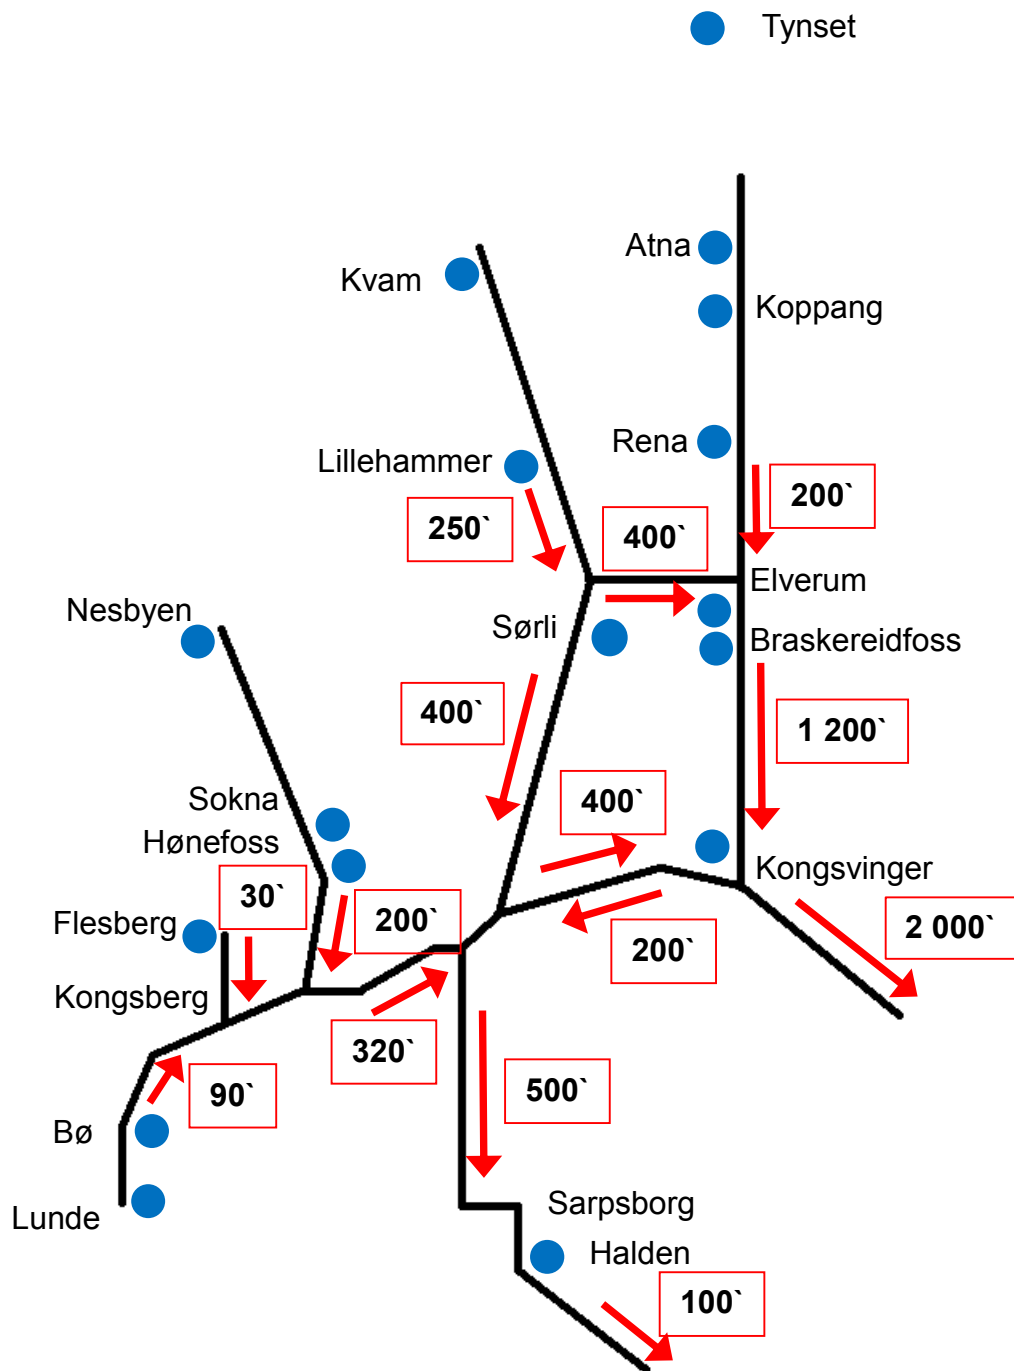 Tynset
Atna
Kvam
Koppang
Rena
Lillehammer
200`
250`
400`
Elverum
Nesbyen
Sørli
Braskereidfoss
400`
1 200`
Sokna
400`
Hønefoss
Kongsvinger
30`
Flesberg
200`
2 000`
200`
Kongsberg
320`
90`
500`
Bø
Sarpsborg
Lunde
Halden
100`